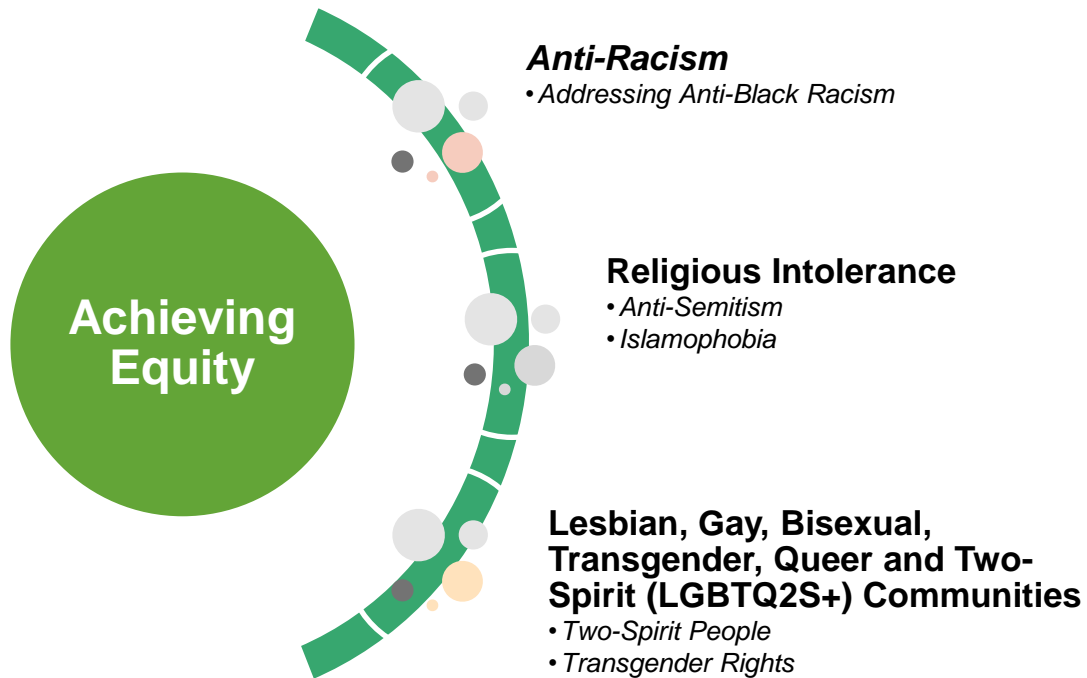 Achieving
Equity
Anti-Racism
• Addressing Anti-Black Racism
Religious Intolerance
• Anti-Semitism
• Islamophobia
Lesbian, Gay, Bisexual,
Transgender, Queer and Two-
Spirit (LGBTQ2S+) Communities
• Two-Spirit People
• Transgender Rights